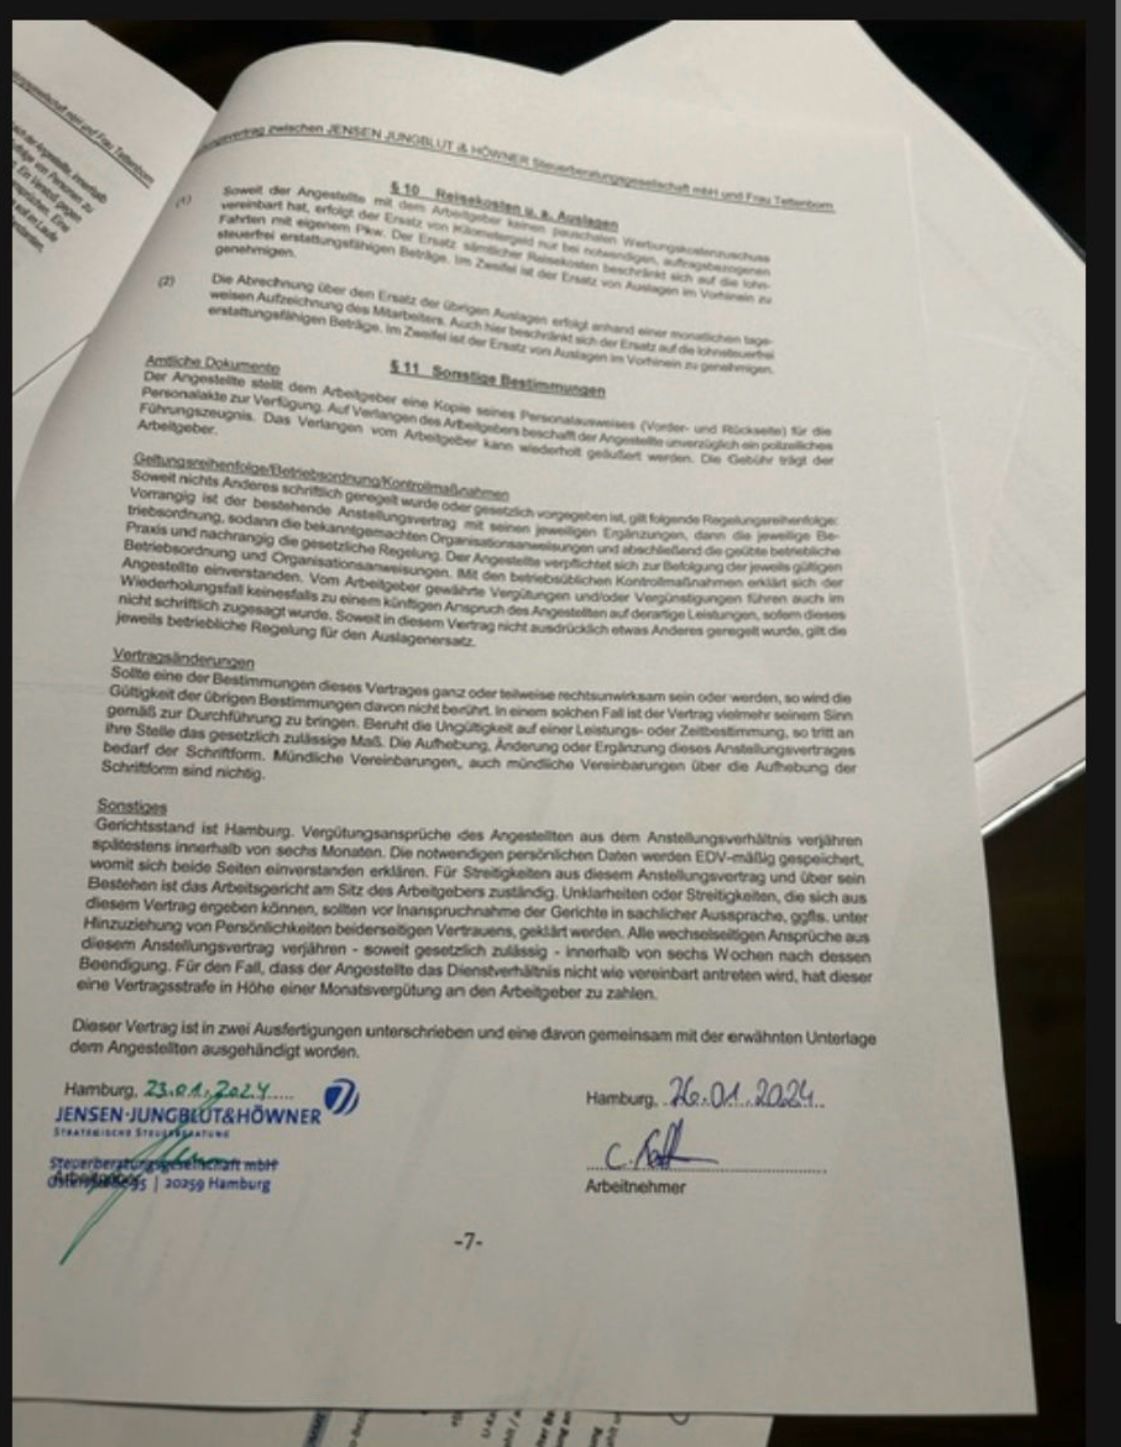 ungsvertrag zwischen JENSEN JUNGBLUT & HÖWNER Steuerberatungsgesellschaft mbH und Frau Tettenborn
§ 10 Reisekosten u. a. Auslagen
(1) Soweit der Angestellte mit dem Arbeitgeber keinen pauschalen Werbungskostenzuschuss
vereinbart hat, erfolgt der Ersatz von Kilometergeld nur bei notwendigen, auftragsbezogenen
Fahrten mit eigenem Pkw. Der Ersatz sämtlicher Reisekosten beschränkt sich auf die lohn-
steuerfrei erstattungsfähigen Beträge. Im Zweifel ist der Ersatz von Auslagen im Vorhinein zu
genehmigen.
(2) Die Abrechnung über den Ersatz der übrigen Auslagen erfolgt anhand einer monatlichen tage-
weisen Aufzeichnung des Mitarbeiters. Auch hier beschränkt sich der Ersatz auf die lohnsteuerfrei
erstattungsfähigen Beträge. Im Zweifel ist der Ersatz von Auslagen im Vorhinein zu genehmigen.
§ 11 Sonstige Bestimmungen
Amtliche Dokumente
Der Angestellte stellt dem Arbeitgeber eine Kopie seines Personalausweises (Vorder- und Rückseite) für die
Personalakte zur Verfügung. Auf Verlangen des Arbeitgebers beschafft der Angestellte unverzüglich ein polizeiliches
Führungszeugnis. Das Verlangen vom Arbeitgeber kann wiederholt geäußert werden. Die Gebühr trägt der
Arbeitgeber.
Geltungsreihenfolge/Betriebsordnung/Kontrollmaßnahmen
Soweit nichts Anderes schriftlich geregelt wurde oder gesetzlich vorgegeben ist, gilt folgende Regelungsreihenfolge:
Vorrangig ist der bestehende Anstellungsvertrag mit seinen jeweiligen Ergänzungen, dann die jeweilige Be-
triebsordnung, sodann die bekanntgemachten Organisationsanweisungen und abschließend die geübte betriebliche
Praxis und nachrangig die gesetzliche Regelung. Der Angestellte verpflichtet sich zur Befolgung der jeweils gültigen
Betriebsordnung und Organisationsanweisungen. Mit den betriebsüblichen Kontrollmaßnahmen erklärt sich der
Angestellte einverstanden. Vom Arbeitgeber gewährte Vergütungen und/oder Vergünstigungen führen auch im
Wiederholungsfall keinesfalls zu einem künftigen Anspruch des Angestellten auf derartige Leistungen, sofern dieses
nicht schriftlich zugesagt wurde. Soweit in diesem Vertrag nicht ausdrücklich etwas Anderes geregelt wurde, gilt die
jeweils betriebliche Regelung für den Auslagenersatz.
Vertragsänderungen
Sollte eine der Bestimmungen dieses Vertrages ganz oder teilweise rechtsunwirksam sein oder werden, so wird die
Gültigkeit der übrigen Bestimmungen davon nicht berührt. In einem solchen Fall ist der Vertrag vielmehr seinem Sinn
gemäß zur Durchführung zu bringen. Beruht die Ungültigkeit auf einer Leistungs- oder Zeitbestimmung, so tritt an
ihre Stelle das gesetzlich zulässige Maß. Die Aufhebung, Änderung oder Ergänzung dieses Anstellungsvertrages
bedarf der Schriftform. Mündliche Vereinbarungen, auch mündliche Vereinbarungen über die Aufhebung der
Schriftform sind nichtig.
Sonstiges
Gerichtsstand ist Hamburg. Vergütungsansprüche des Angestellten aus dem Anstellungsverhältnis verjähren
spätestens innerhalb von sechs Monaten. Die notwendigen persönlichen Daten werden EDV-mäßig gespeichert,
womit sich beide Seiten einverstanden erklären. Für Streitigkeiten aus diesem Anstellungsvertrag und über sein
Bestehen ist das Arbeitsgericht am Sitz des Arbeitgebers zuständig. Unklarheiten oder Streitigkeiten, die sich aus
diesem Vertrag ergeben können, sollten vor Inanspruchnahme der Gerichte in sachlicher Aussprache, ggfls. unter
Hinzuziehung von Persönlichkeiten beiderseitigen Vertrauens, geklärt werden. Alle wechselseitigen Ansprüche aus
diesem Anstellungsvertrag verjähren - soweit gesetzlich zulässig - innerhalb von sechs Wochen nach dessen
Beendigung. Für den Fall, dass der Angestellte das Dienstverhältnis nicht wie vereinbart antreten wird, hat dieser
eine Vertragsstrafe in Höhe einer Monatsvergütung an den Arbeitgeber zu zahlen.
Dieser Vertrag ist in zwei Ausfertigungen unterschrieben und eine davon gemeinsam mit der erwähnten Unterlage
dem Angestellten ausgehändigt worden.
Hamburg, 23.01.2024
JENSEN·JUNGBLUT&HÖWNER
STRATEGISCHE STEUERBERATUNG
Steuerberatungsgesellschaft mbH
95 | 20259 Hamburg
Hamburg, 26.01.2024
C.
Arbeitnehmer
-7-